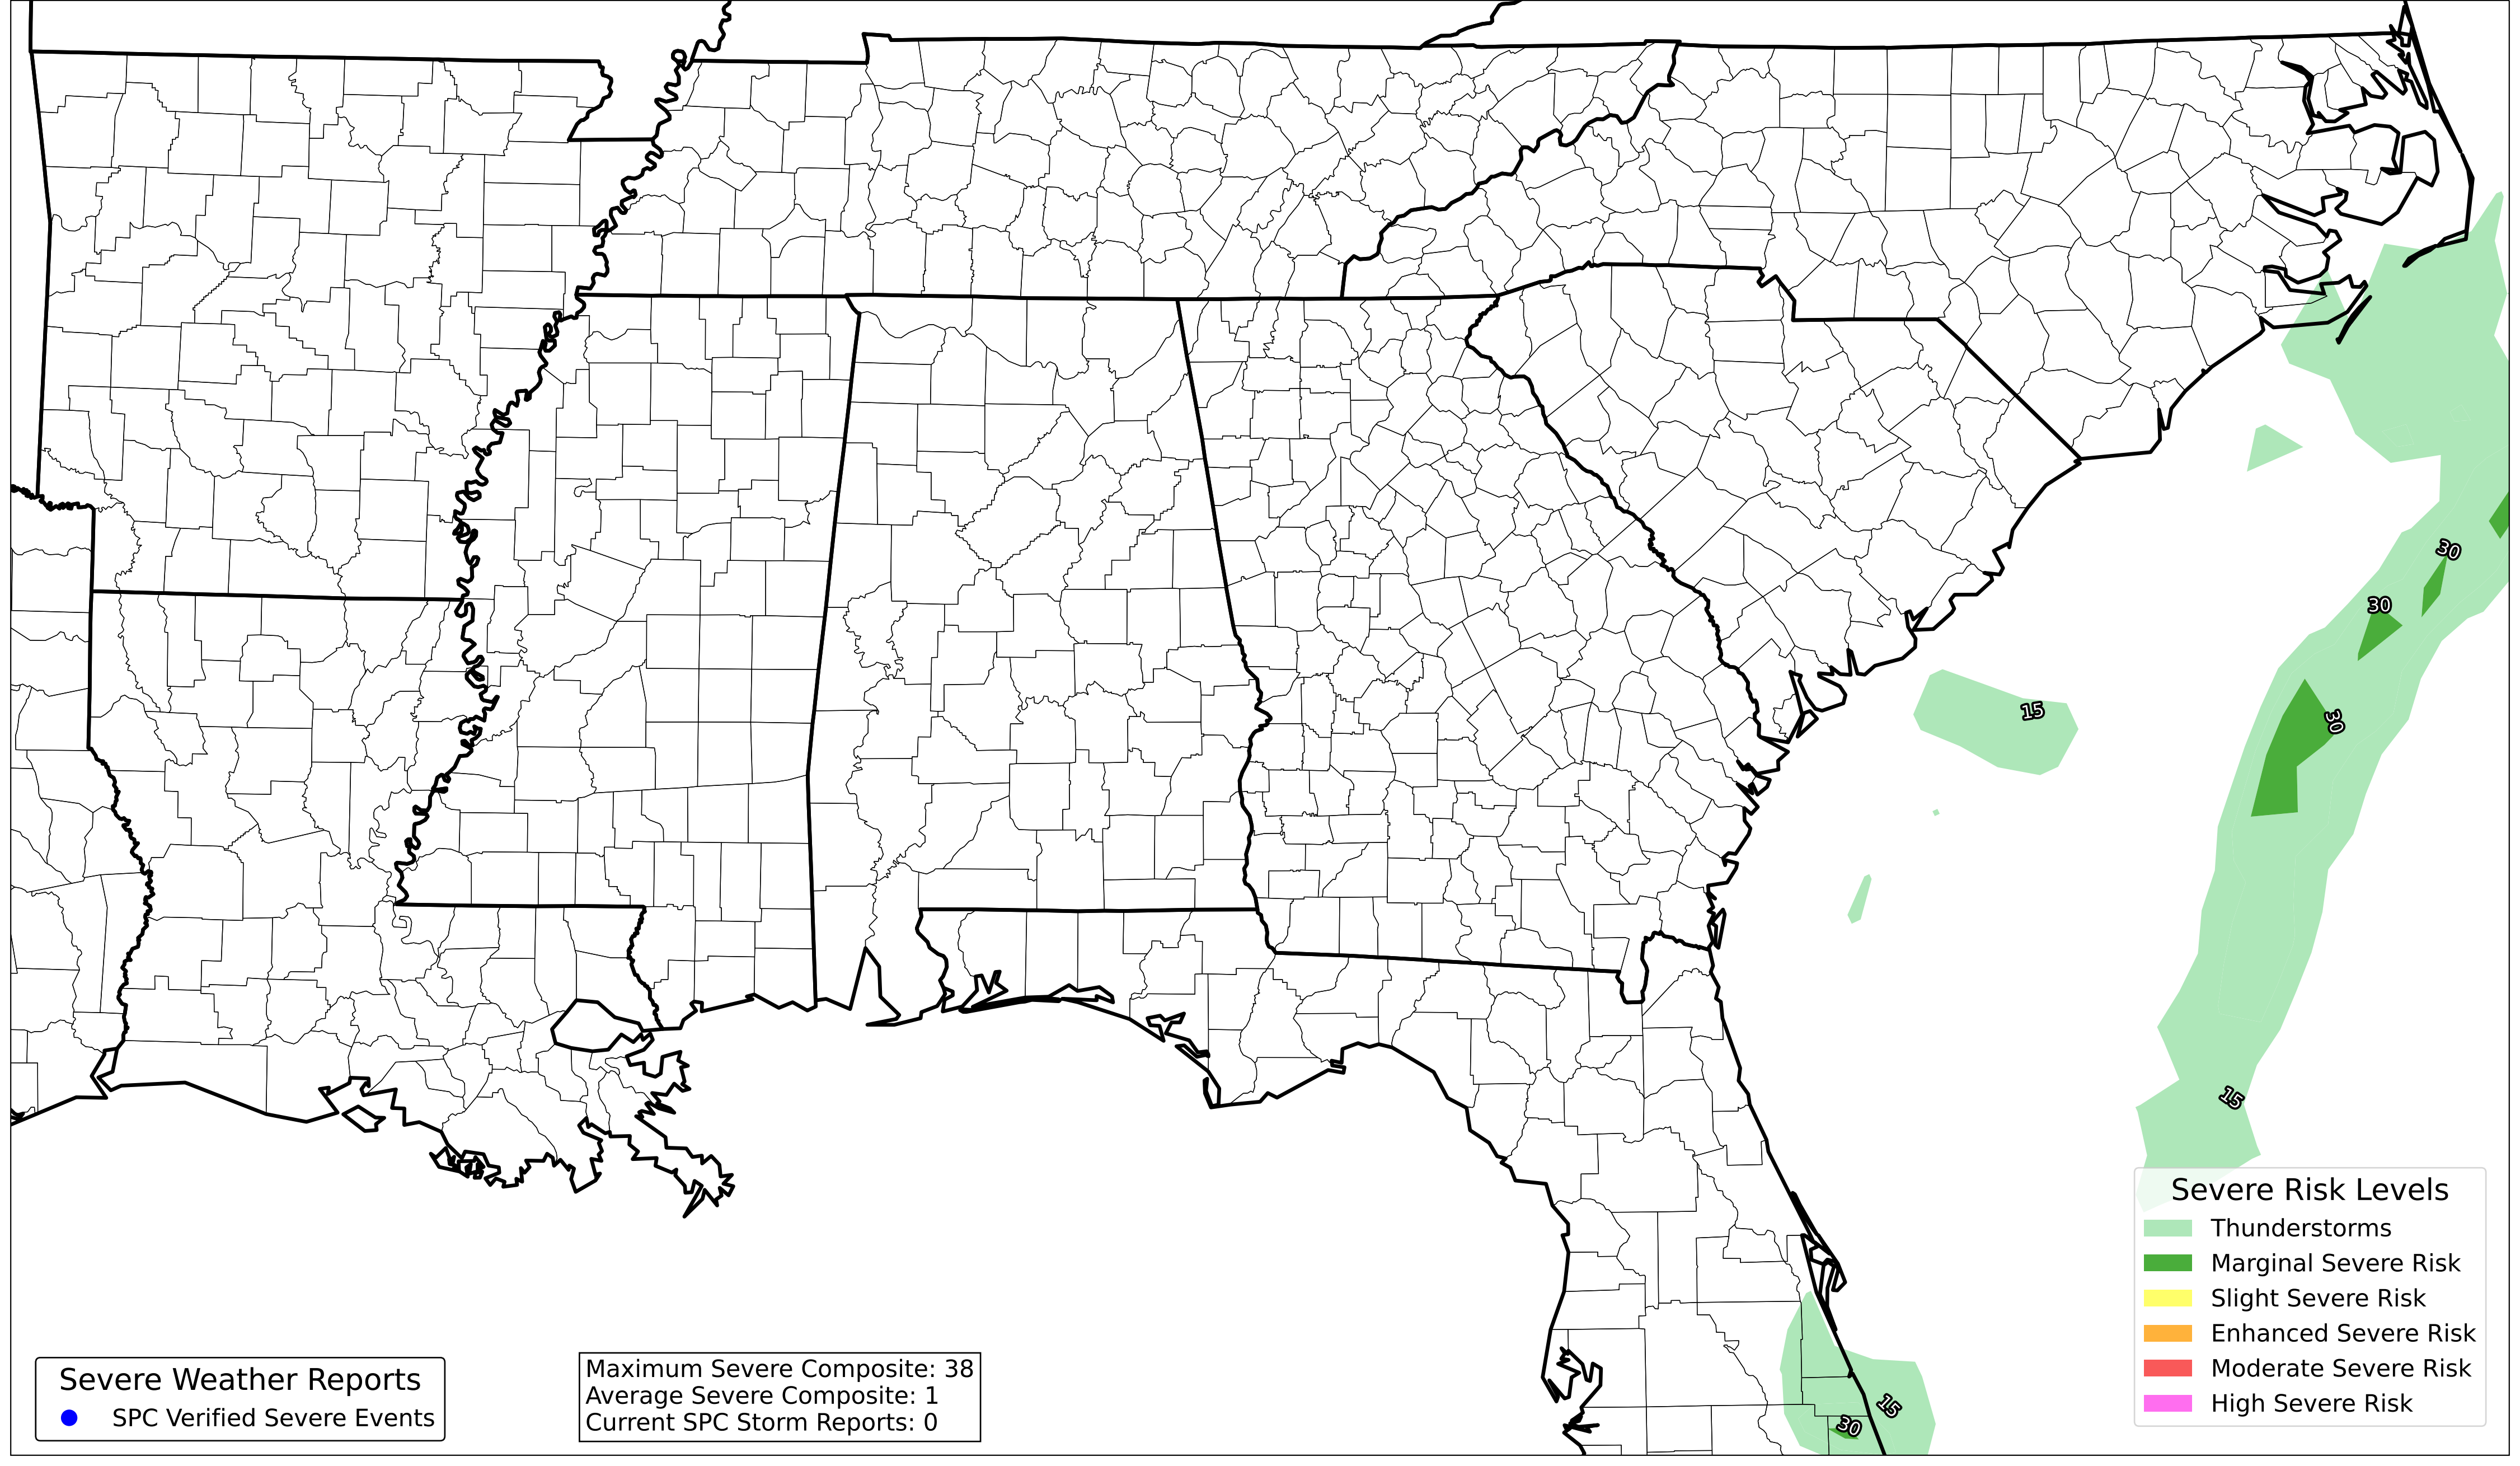 30
30
15
30
15
15
30
Severe Risk Levels
Thunderstorms
Marginal Severe Risk
Slight Severe Risk
Enhanced Severe Risk
Moderate Severe Risk
High Severe Risk
Severe Weather Reports
SPC Verified Severe Events
Maximum Severe Composite: 38
Average Severe Composite: 1
Current SPC Storm Reports: 0